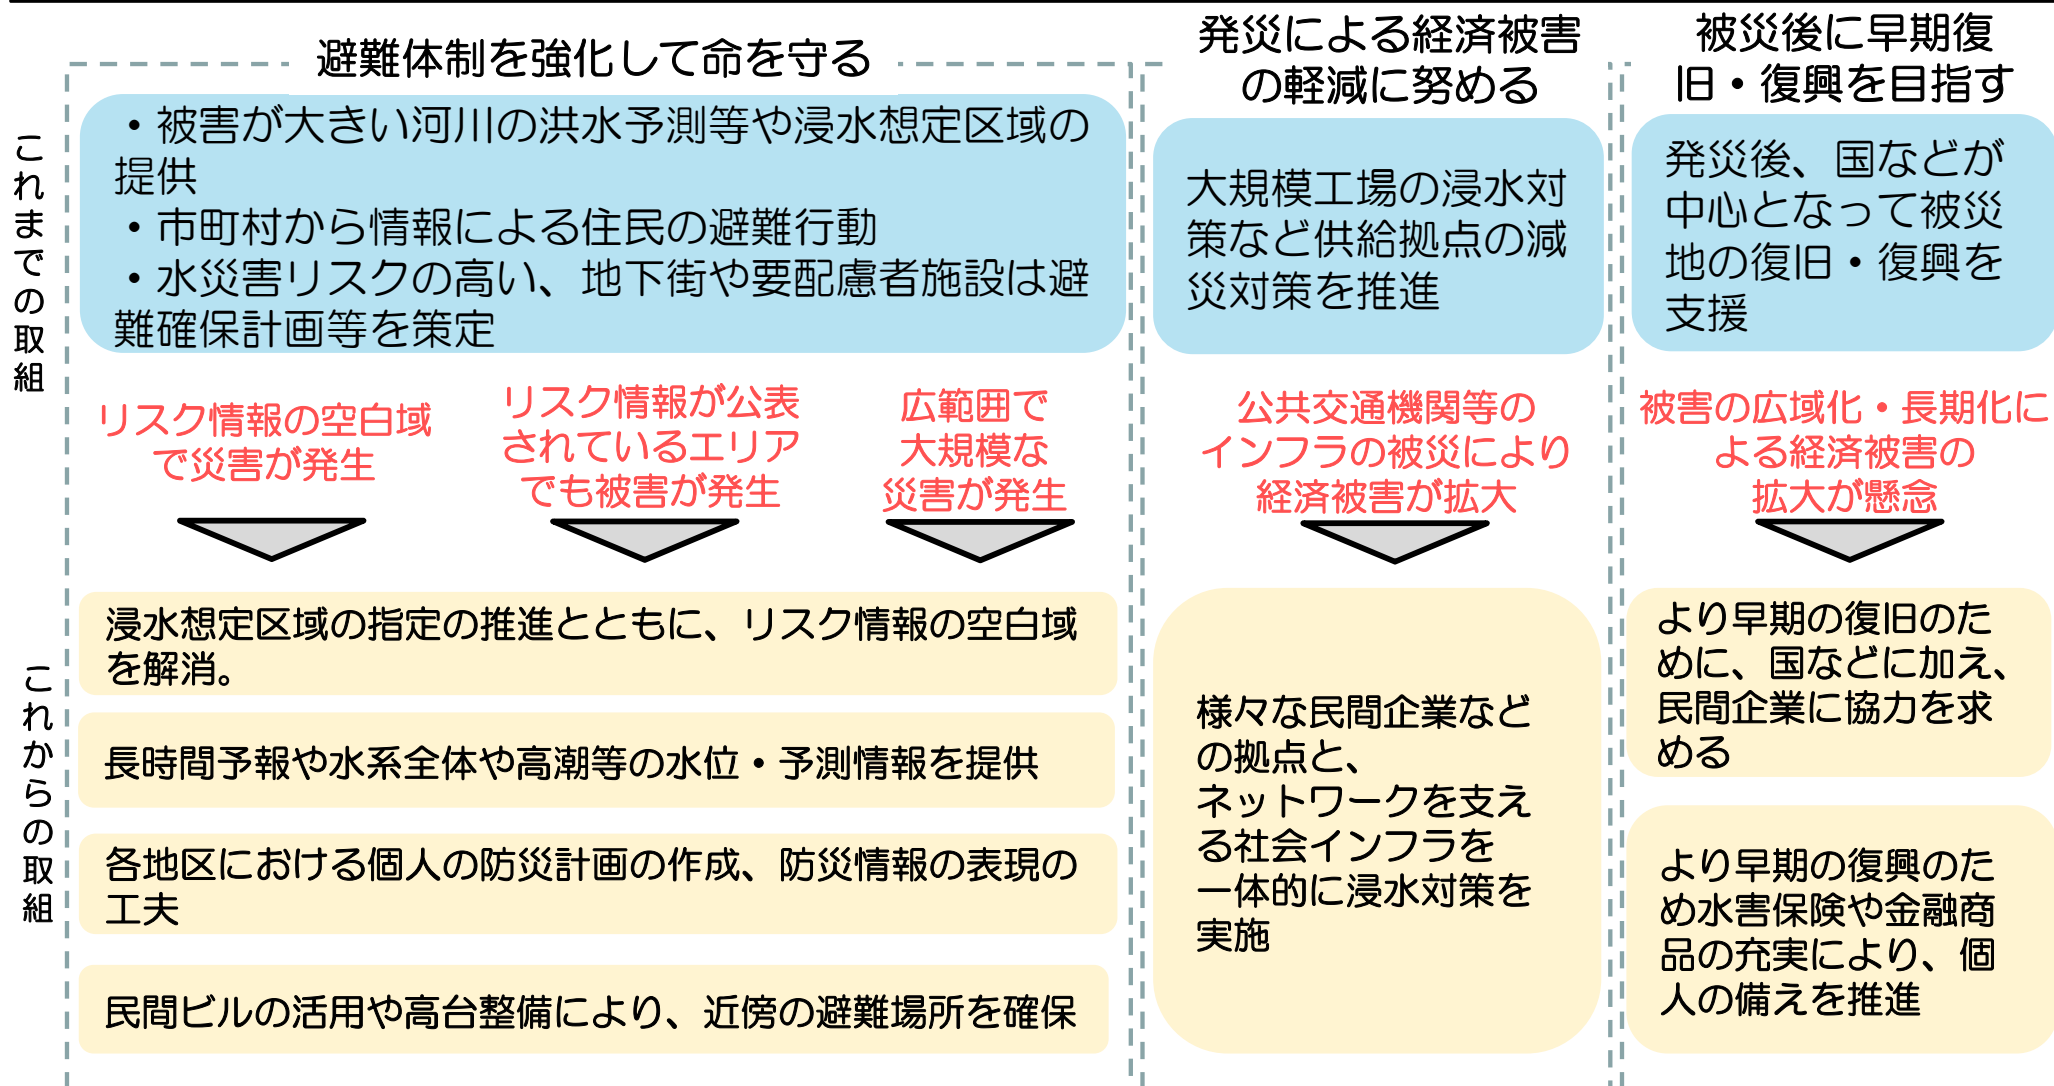 避難体制を強化して命を守る
発災による経済被害
の軽減に努める
被災後に早期復
旧・復興を目指す
これまでの取組
・被害が大きい河川の洪水予測等や浸水想定区域の
提供
・市町村から情報による住民の避難行動
・水災害リスクの高い、地下街や要配慮者施設は避
難確保計画等を策定
大規模工場の浸水対
策など供給拠点の減
災対策を推進
発災後、国などが
中心となって被災
地の復旧・復興を
支援
リスク情報の空白域
で災害が発生
リスク情報が公表
されているエリア
でも被害が発生
広範囲で
大規模な
災害が発生
公共交通機関等の
インフラの被災により
経済被害が拡大
被害の広域化・長期化に
よる経済被害の
拡大が懸念
これからの取組
浸水想定区域の指定の推進とともに、リスク情報の空白域
を解消。
長時間予報や水系全体や高潮等の水位・予測情報を提供
各地区における個人の防災計画の作成、防災情報の表現の
工夫
民間ビルの活用や高台整備により、近傍の避難場所を確保
様々な民間企業など
の拠点と、
ネットワークを支え
る社会インフラを
一体的に浸水対策を
実施
より早期の復旧のた
めに、国などに加え、
民間企業に協力を求
める
より早期の復興のた
め水害保険や金融商
品の充実により、個
人の備えを推進